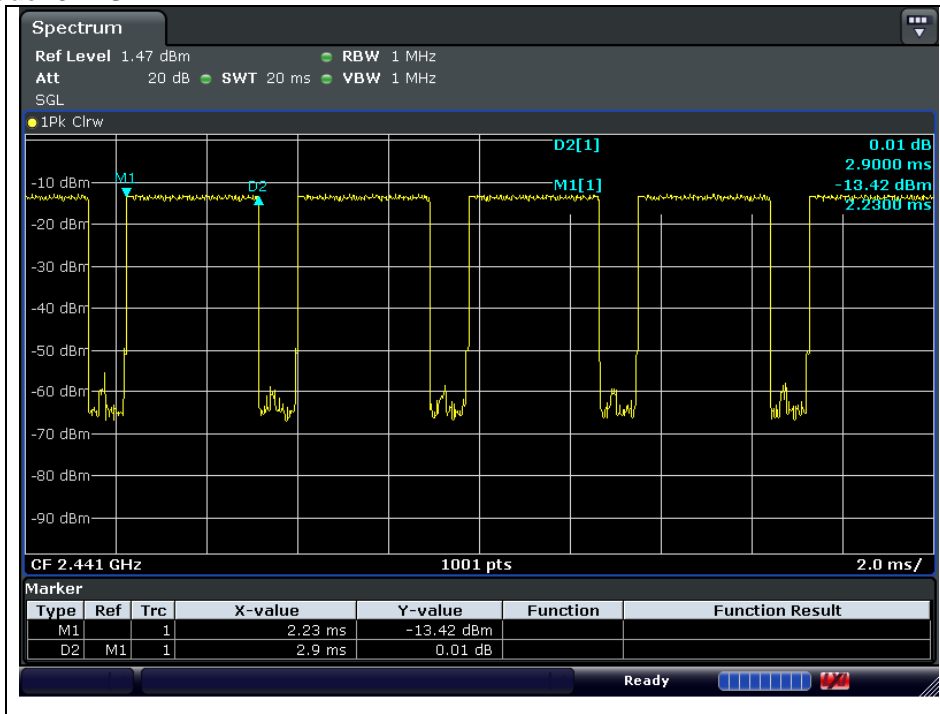 Spectrum
Ref Level 1.47 dBm RBW 1 MHz
Att 20 dB SWT 20 ms VBW 1 MHz
SGL
1Pk Clrw
D2[1] 0.01 dB
2.9000 ms
M1[1] -13.42 dBm
2.2300 ms
M1
D2
-10 dBm
-20 dBm
-30 dBm
-40 dBm
-50 dBm
-60 dBm
-70 dBm
-80 dBm
-90 dBm
CF 2.441 GHz 1001 pts 2.0 ms/
Marker
Type Ref Trc X-value Y-value Function Function Result
M1 1 2.23 ms -13.42 dBm
D2 M1 1 2.9 ms 0.01 dB
Ready